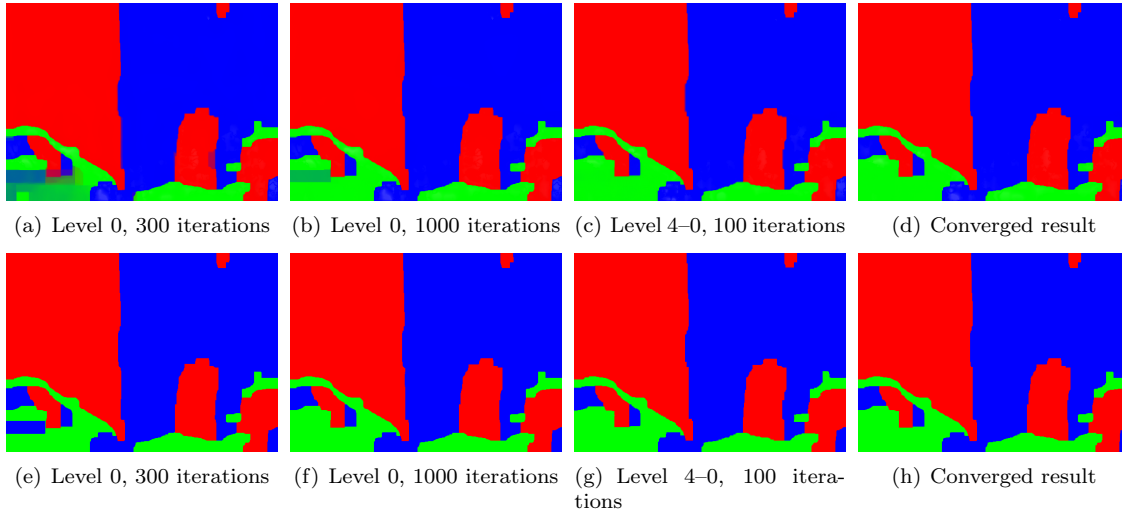 (a) Level 0, 300 iterations
(b) Level 0, 1000 iterations
(c) Level 4–0, 100 iterations
(d) Converged result
(e) Level 0, 300 iterations
(f) Level 0, 1000 iterations
(g) Level 4–0, 100 itera-
tions
(h) Converged result